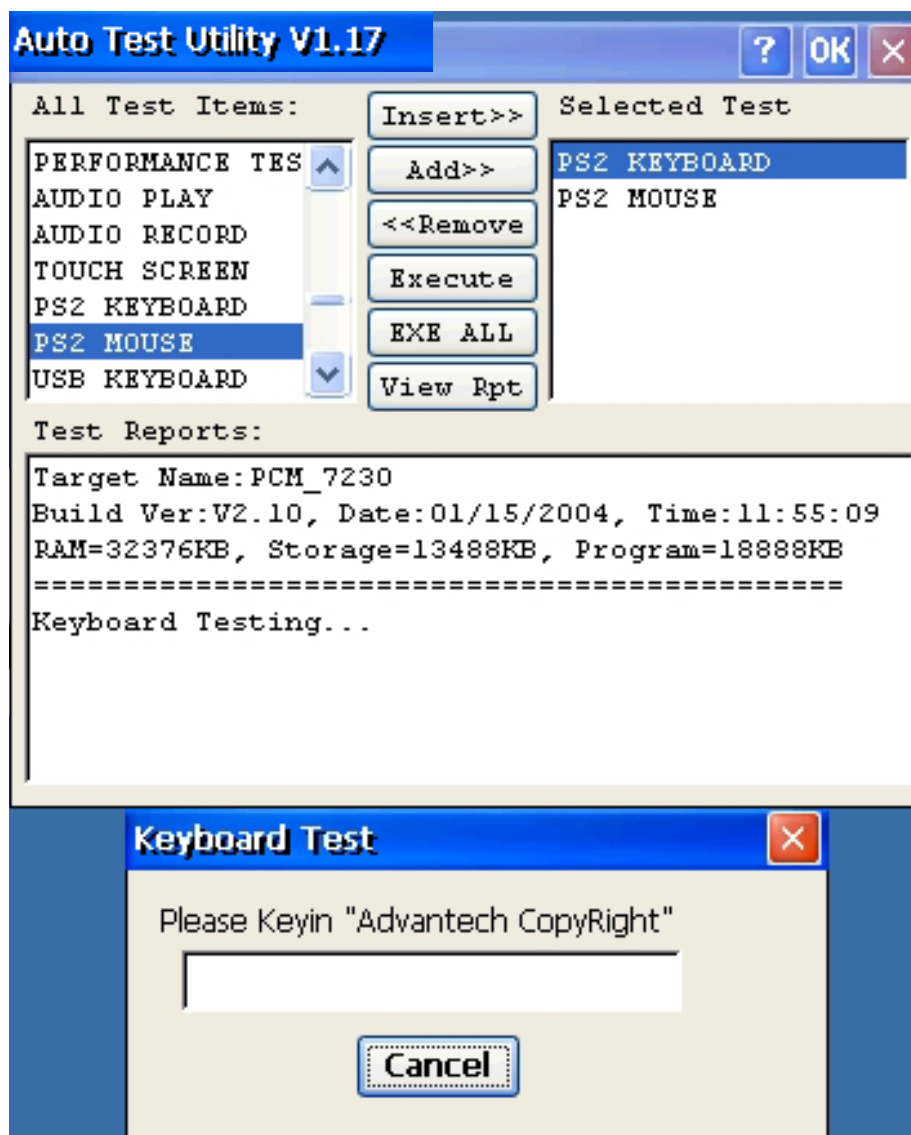 Auto Test Utility V1.17
? OK ×
All Test Items:
PERFORMANCE TES
AUDIO PLAY
AUDIO RECORD
TOUCH SCREEN
PS2 KEYBOARD
PS2 MOUSE
USB KEYBOARD
Insert>>
Add>>
<<Remove
Execute
EXE ALL
View Rpt
Selected Test
PS2 KEYBOARD
PS2 MOUSE
Test Reports:
Target Name:PCM_7230
Build Ver:V2.10, Date:01/15/2004, Time:11:55:09
RAM=32376KB, Storage=13488KB, Program=18888KB
=============================================
Keyboard Testing...
Keyboard Test
Please Keyin "Advantech CopyRight"
Cancel